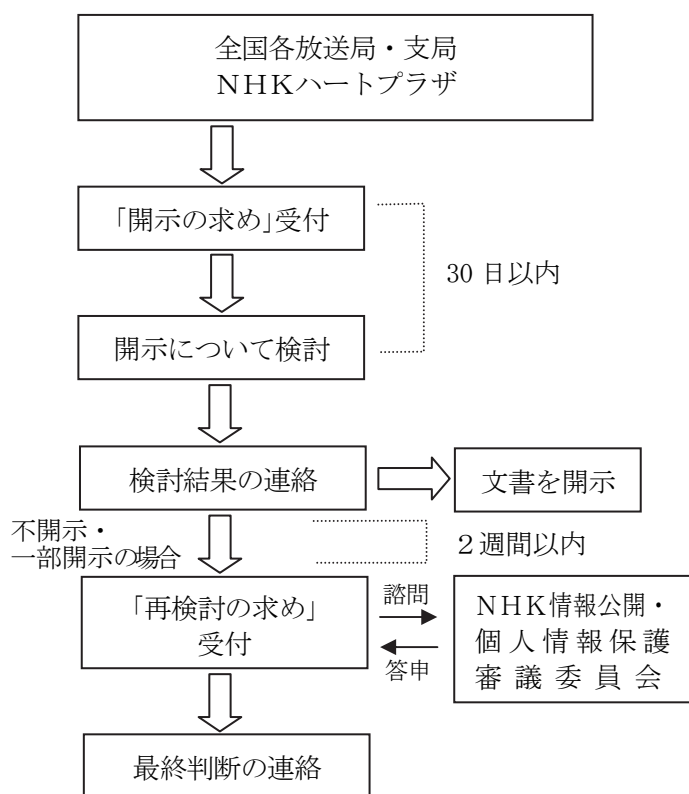 全国各放送局・支局
ＮＨＫハートプラザ
「開示の求め」受付
30 日以内
開示について検討
検討結果の連絡
文書を開示
不開示・
一部開示の場合
２週間以内
「再検討の求め」
受付
諮問
答申
ＮＨＫ情報公開・
個人情報保護
審議委員会
最終判断の連絡